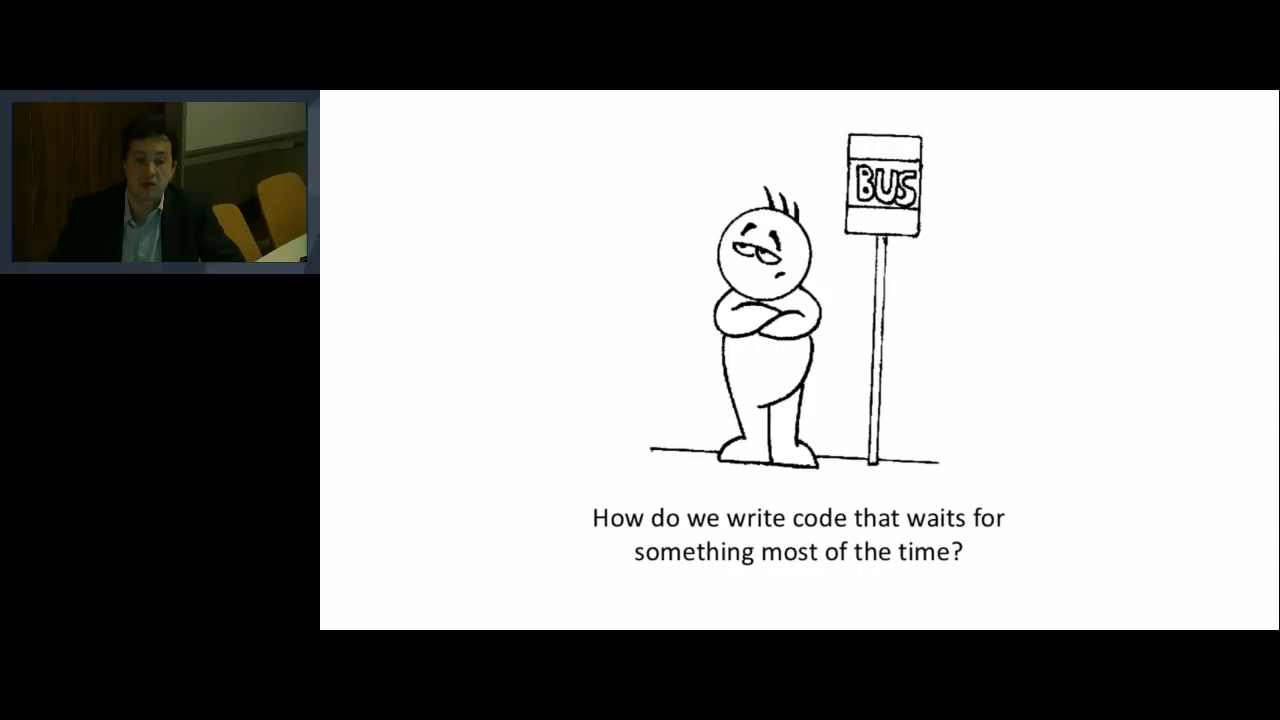 BUS
How do we write code that waits for
something most of the time?